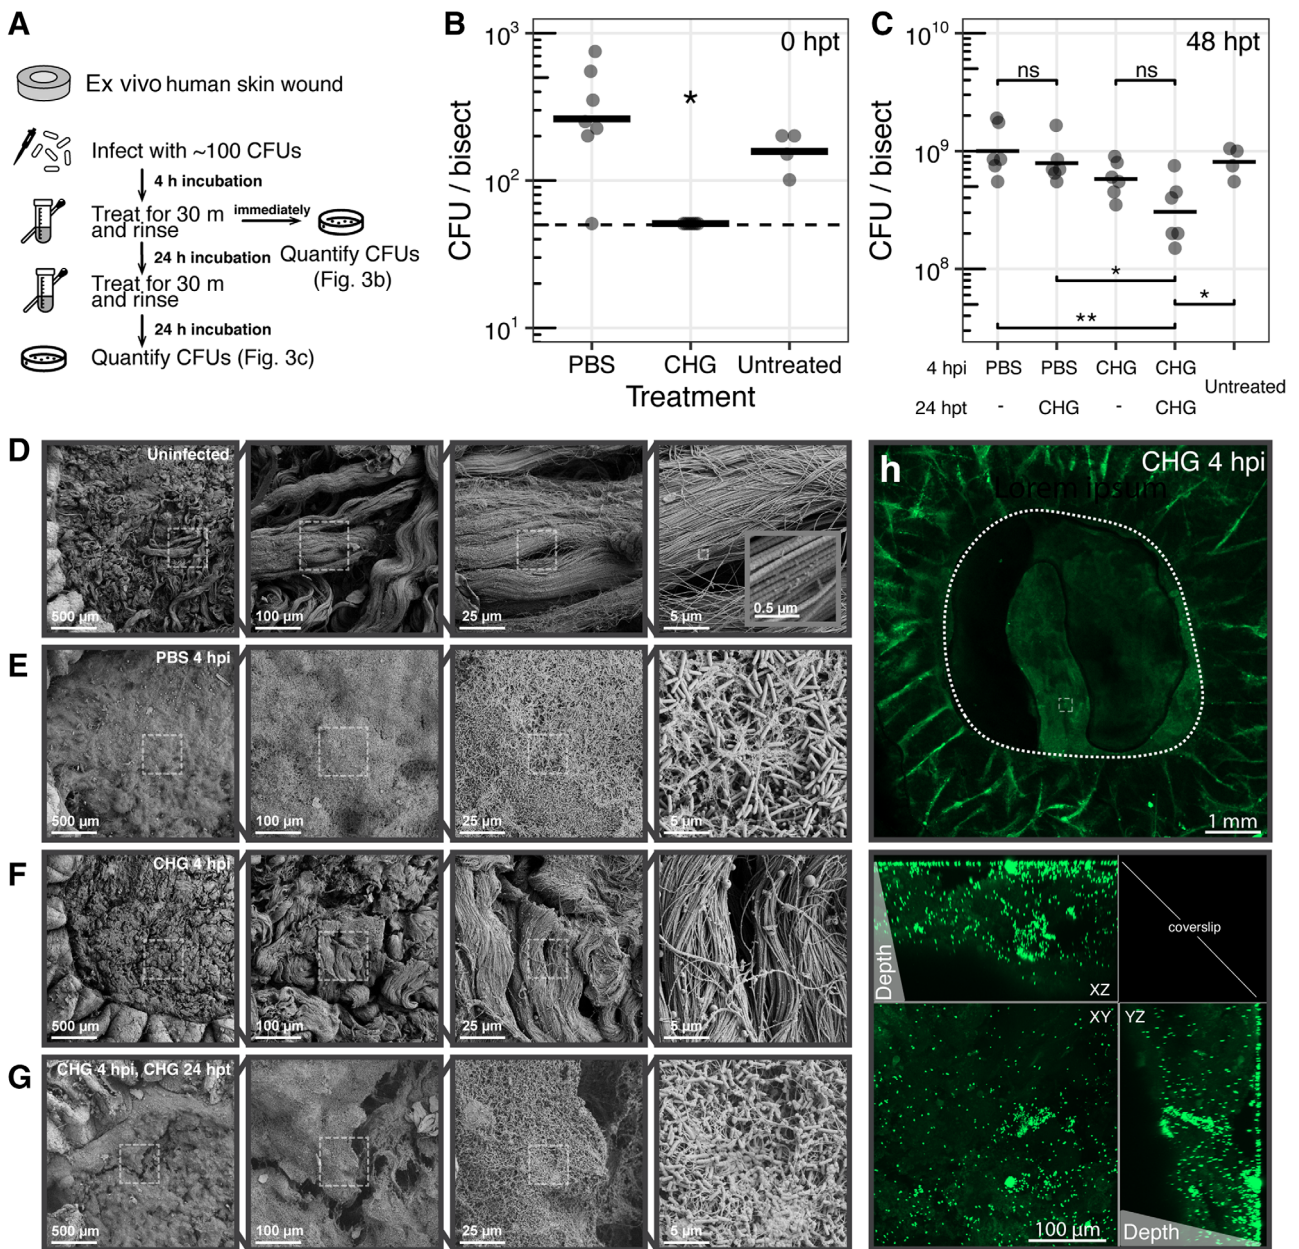 A
Ex vivo human skin wound
Infect with ~100 CFUs
4 h incubation
Treat for 30 m
and rinse
immediately
Quantify CFUs
(Fig. 3b)
24 h incubation
Treat for 30 m
and rinse
24 h incubation
Quantify CFUs (Fig. 3c)
B
0 hpt
CFU / bisect
10³
10²
10¹
*
PBS CHG Untreated
Treatment
C
48 hpt
CFU / bisect
10¹⁰
10⁹
10⁸
ns ns
*
*
**
4 hpi PBS PBS CHG CHG
Untreated
24 hpt - CHG - CHG
D
Uninfected
500 µm 100 µm 25 µm 5 µm
0.5 µm
E
PBS 4 hpi
500 µm 100 µm 25 µm 5 µm
F
CHG 4 hpi
500 µm 100 µm 25 µm 5 µm
G
CHG 4 hpi, CHG 24 hpt
500 µm 100 µm 25 µm 5 µm
h
CHG 4 hpi
Lorem ipsum
1 mm
Depth
XZ
coverslip
XY
YZ
100 µm
Depth